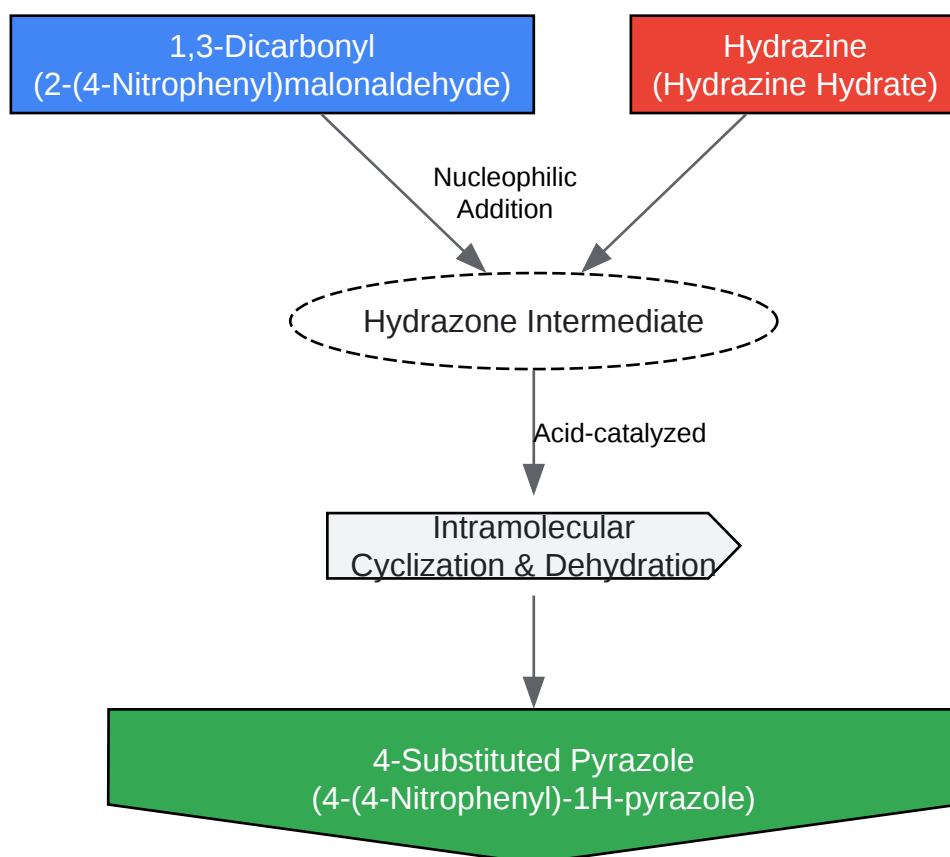 1,3-Dicarbonyl
(2-(4-Nitrophenyl)malonaldehyde)
Hydrazine
(Hydrazine Hydrate)
Nucleophilic
Addition
Hydrazone Intermediate
Acid-catalyzed
Intramolecular
Cyclization & Dehydration
4-Substituted Pyrazole
(4-(4-Nitrophenyl)-1H-pyrazole)